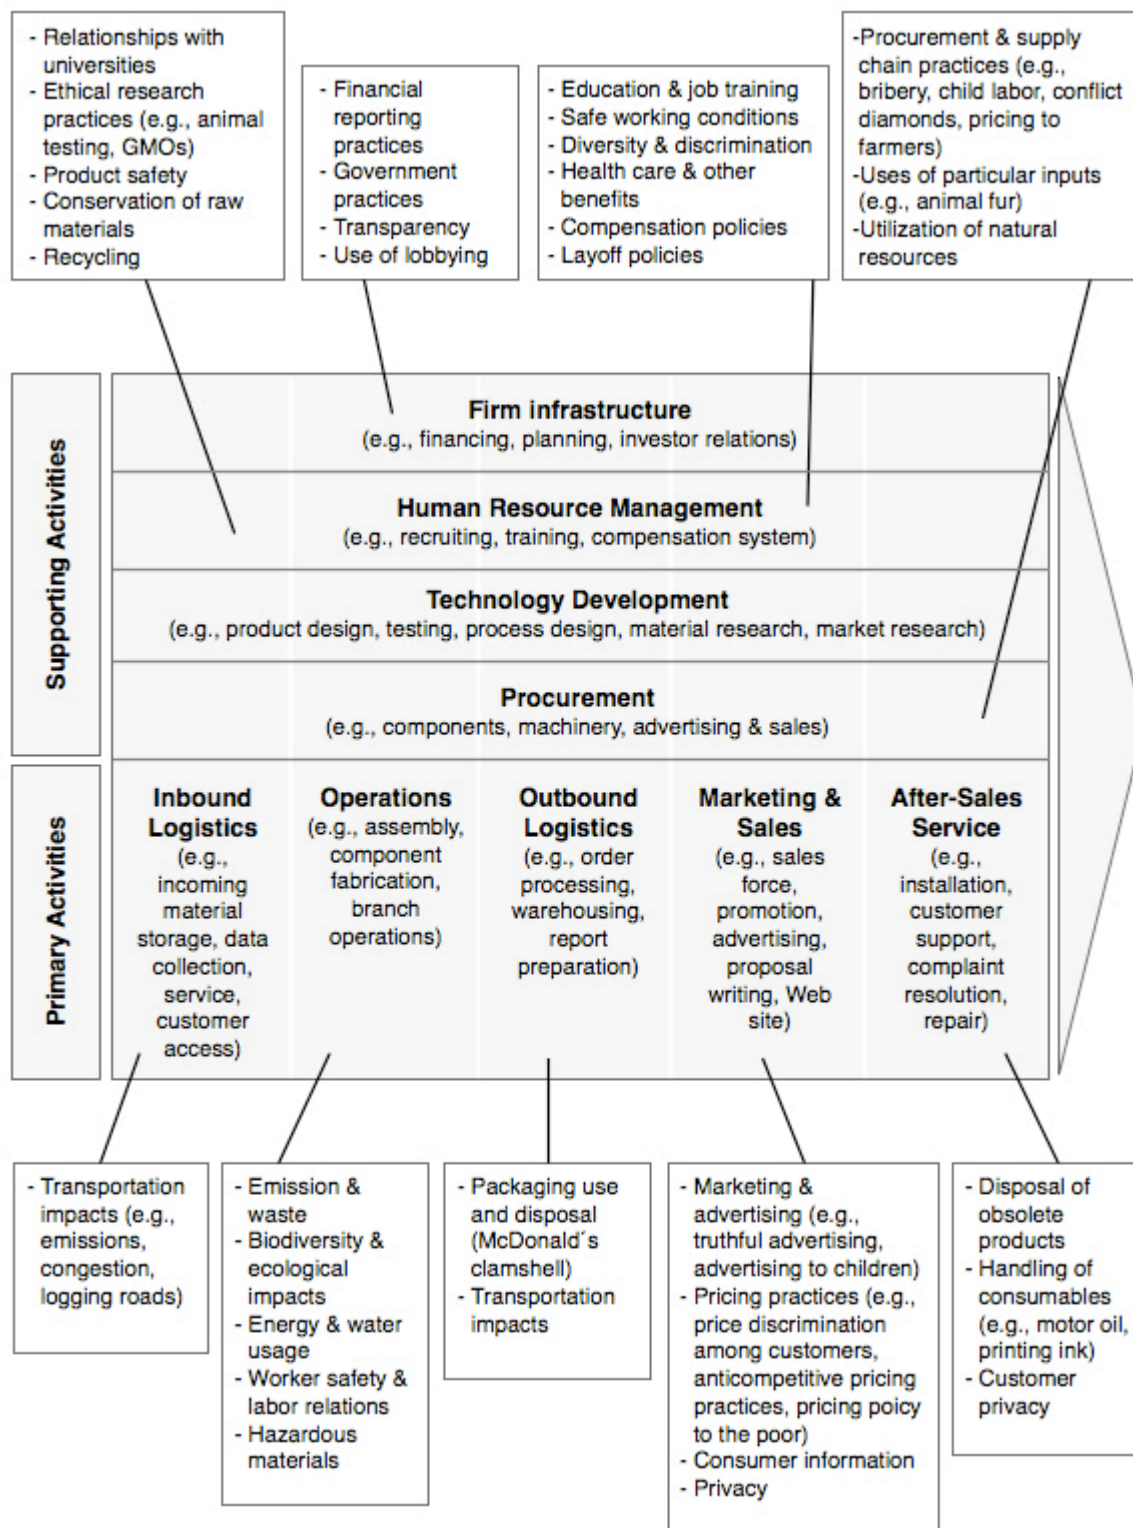 - Relationships with
universities
- Ethical research
practices (e.g., animal
testing, GMOs)
- Product safety
- Conservation of raw
materials
- Recycling
- Financial
reporting
practices
- Government
practices
- Transparency
- Use of lobbying
- Education & job training
- Safe working conditions
- Diversity & discrimination
- Health care & other
benefits
- Compensation policies
- Layoff policies
-Procurement & supply
chain practices (e.g.,
bribery, child labor, conflict
diamonds, pricing to
farmers)
-Uses of particular inputs
(e.g., animal fur)
-Utilization of natural
resources
Supporting Activities
Firm infrastructure
(e.g., financing, planning, investor relations)
Human Resource Management
(e.g., recruiting, training, compensation system)
Technology Development
(e.g., product design, testing, process design, material research, market research)
Procurement
(e.g., components, machinery, advertising & sales)
Primary Activities
Inbound
Logistics
(e.g.,
incoming
material
storage, data
collection,
service,
customer
access)
Operations
(e.g., assembly,
component
fabrication,
branch
operations)
Outbound
Logistics
(e.g., order
processing,
warehousing,
report
preparation)
Marketing &
Sales
(e.g., sales
force,
promotion,
advertising,
proposal
writing, Web
site)
After-Sales
Service
(e.g.,
installation,
customer
support,
complaint
resolution,
repair)
- Transportation
impacts (e.g.,
emissions,
congestion,
logging roads)
- Emission &
waste
- Biodiversity &
ecological
impacts
- Energy & water
usage
- Worker safety &
labor relations
- Hazardous
materials
- Packaging use
and disposal
(McDonald´s
clamshell)
- Transportation
impacts
- Marketing &
advertising (e.g.,
truthful advertising,
advertising to children)
- Pricing practices (e.g.,
price discrimination
among customers,
anticompetitive pricing
practices, pricing poicy
to the poor)
- Consumer information
- Privacy
- Disposal of
obsolete
products
- Handling of
consumables
(e.g., motor oil,
printing ink)
- Customer
privacy